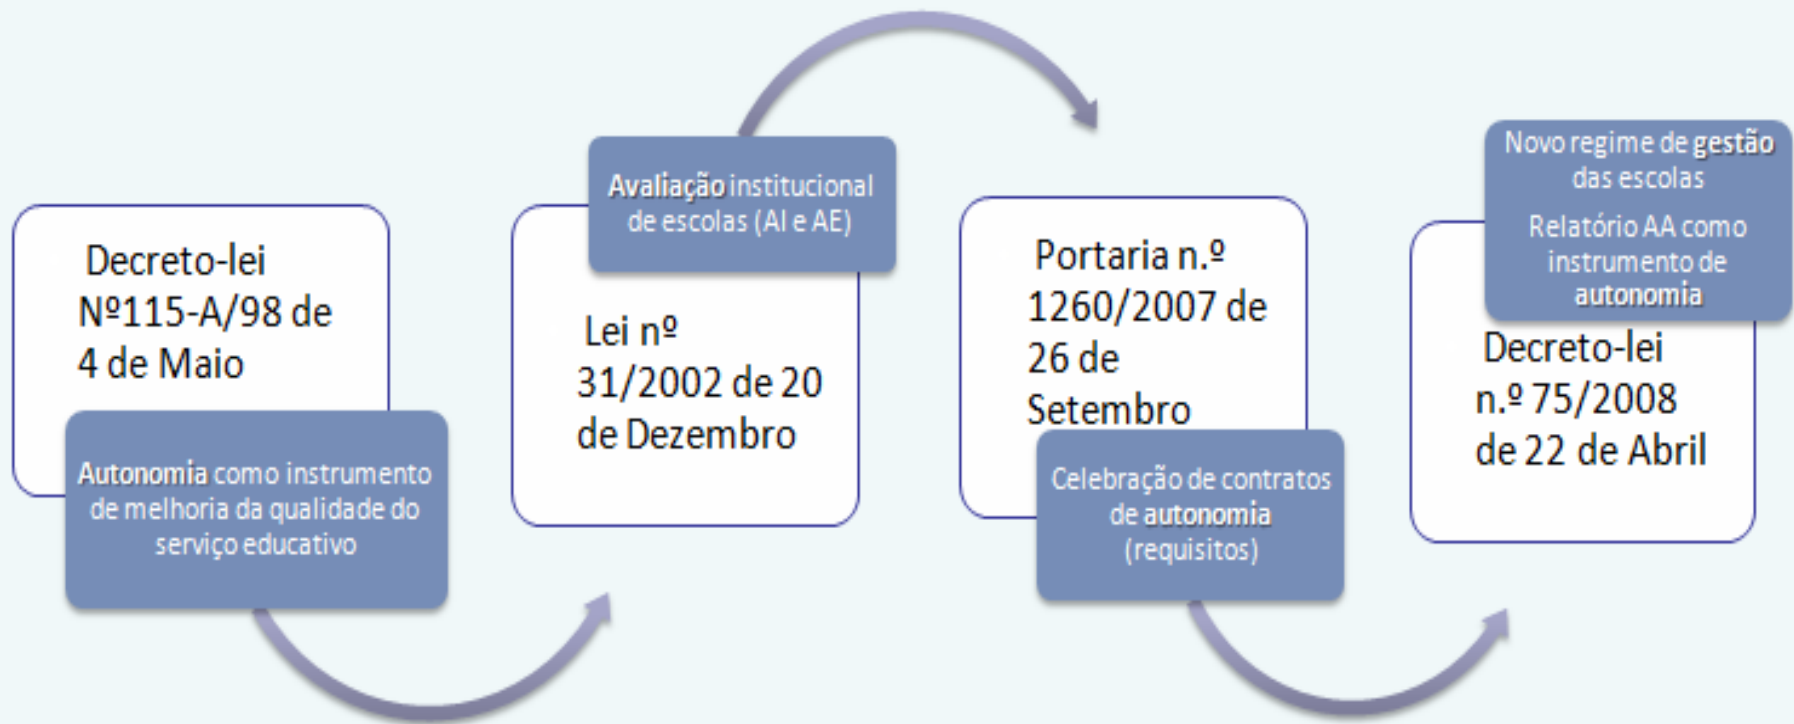 Decreto-lei
Nº115-A/98 de
4 de Maio
Autonomia como instrumento
de melhoria da qualidade do
serviço educativo
Avaliação institucional
de escolas (AI e AE)
Lei nº
31/2002 de 20
de Dezembro
Portaria n.º
1260/2007 de
26 de
Setembro
Celebração de contratos
de autonomia
(requisitos)
Novo regime de gestão
das escolas
Relatório AA como
instrumento de
autonomia
Decreto-lei
n.º 75/2008
de 22 de Abril